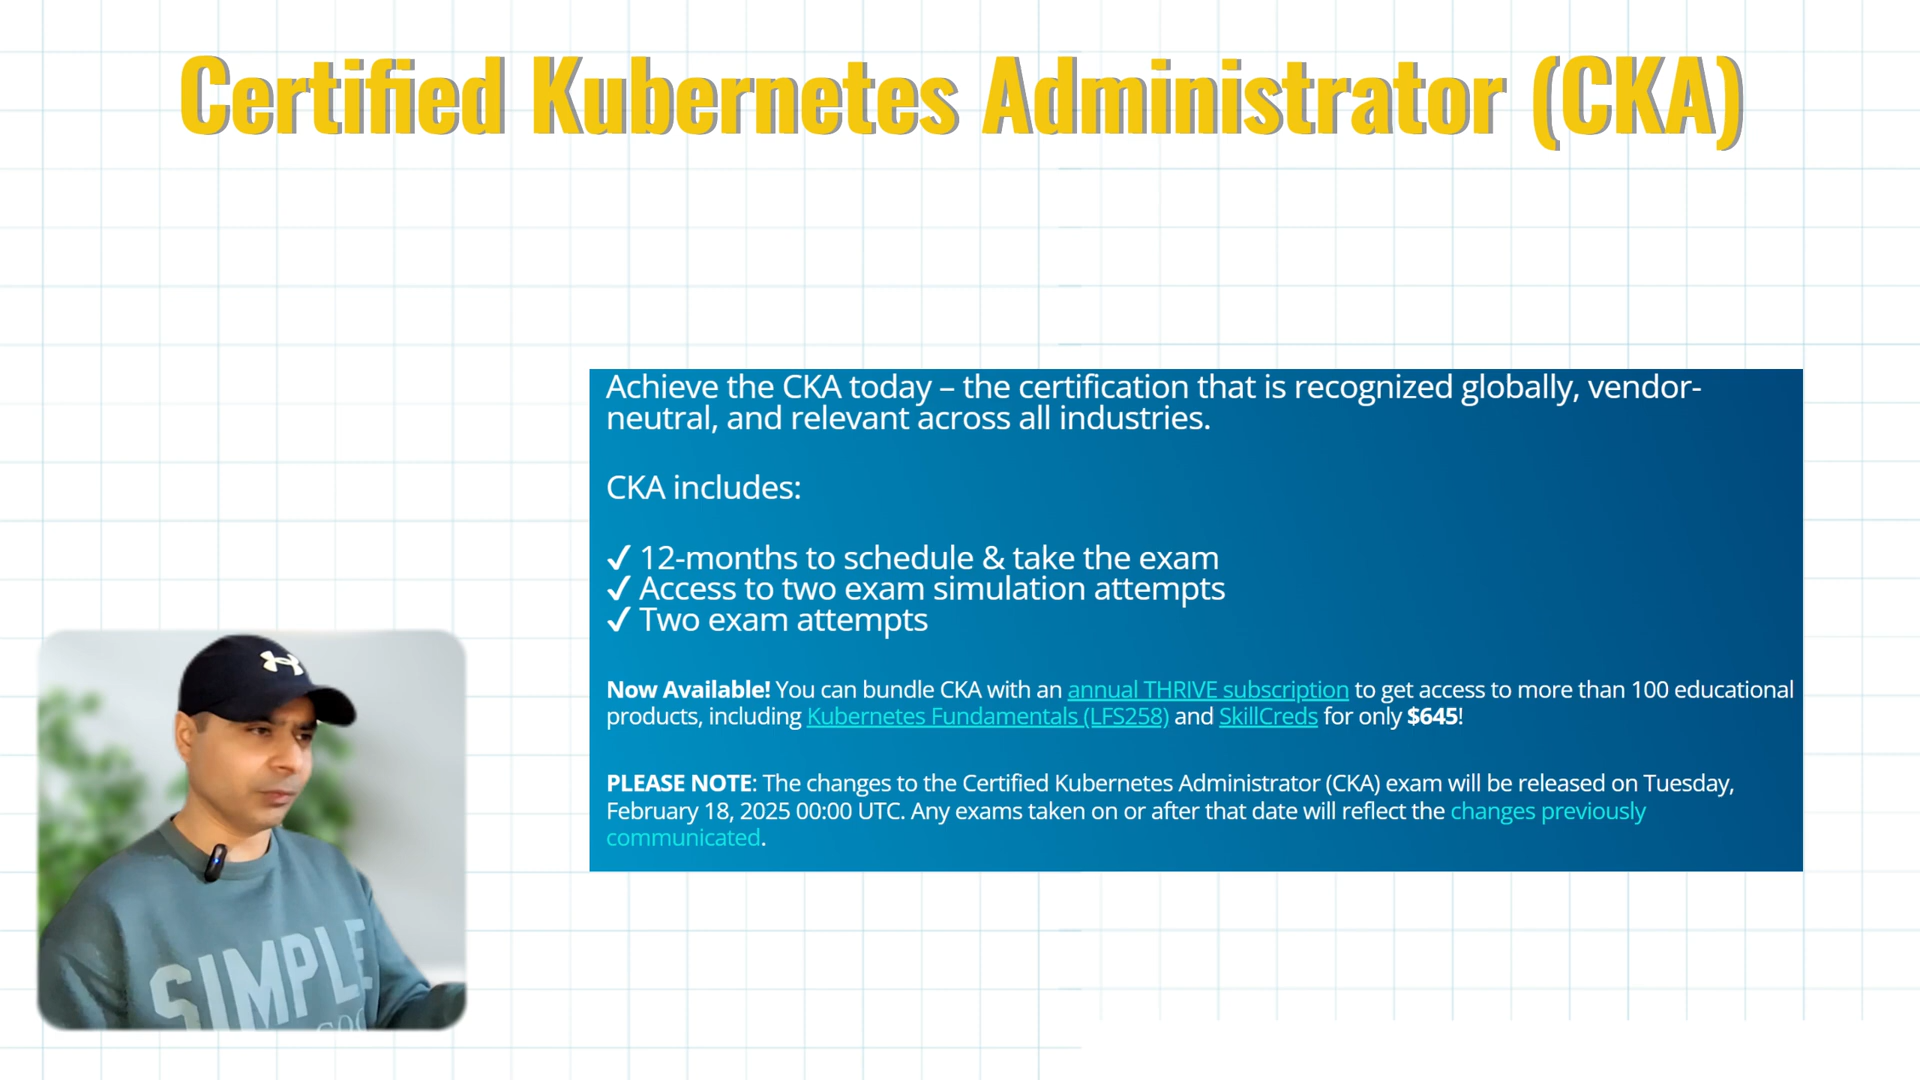 Certified Kubernetes Administrator (CKA)
Achieve the CKA today – the certification that is recognized globally, vendor-
neutral, and relevant across all industries.
CKA includes:
✓ 12-months to schedule & take the exam
✓ Access to two exam simulation attempts
✓ Two exam attempts
Now Available! You can bundle CKA with an annual THRIVE subscription to get access to more than 100 educational
products, including Kubernetes Fundamentals (LFS258) and SkillCreds for only $645!
PLEASE NOTE: The changes to the Certified Kubernetes Administrator (CKA) exam will be released on Tuesday,
February 18, 2025 00:00 UTC. Any exams taken on or after that date will reflect the changes previously
communicated.
SIMPLE